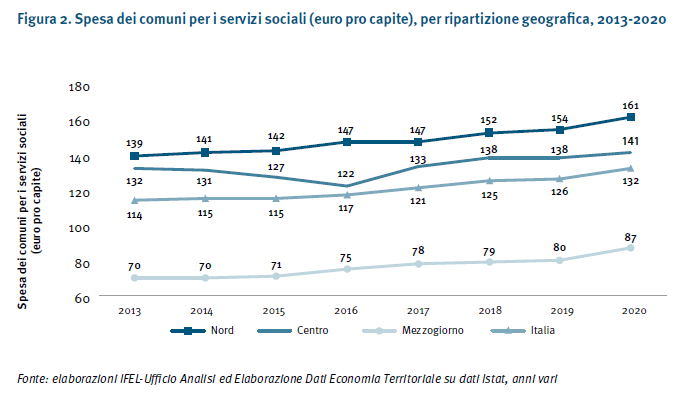 Figura 2. Spesa dei comuni per i servizi sociali (euro pro capite), per ripartizione geografica, 2013-2020
Spesa dei comuni per i servizi sociali
(euro pro capite)
180
160
140
120
100
80
60
139 141 142 147 147 152 154 161
132 131 127 122 133 138 138 141
114 115 115 117 121 125 126 132
70 70 71 75 78 79 80 87
2013 2014 2015 2016 2017 2018 2019 2020
Nord Centro Mezzogiorno Italia
Fonte: elaborazioni IFEL-Ufficio Analisi ed Elaborazione Dati Economia Territoriale su dati Istat, anni vari